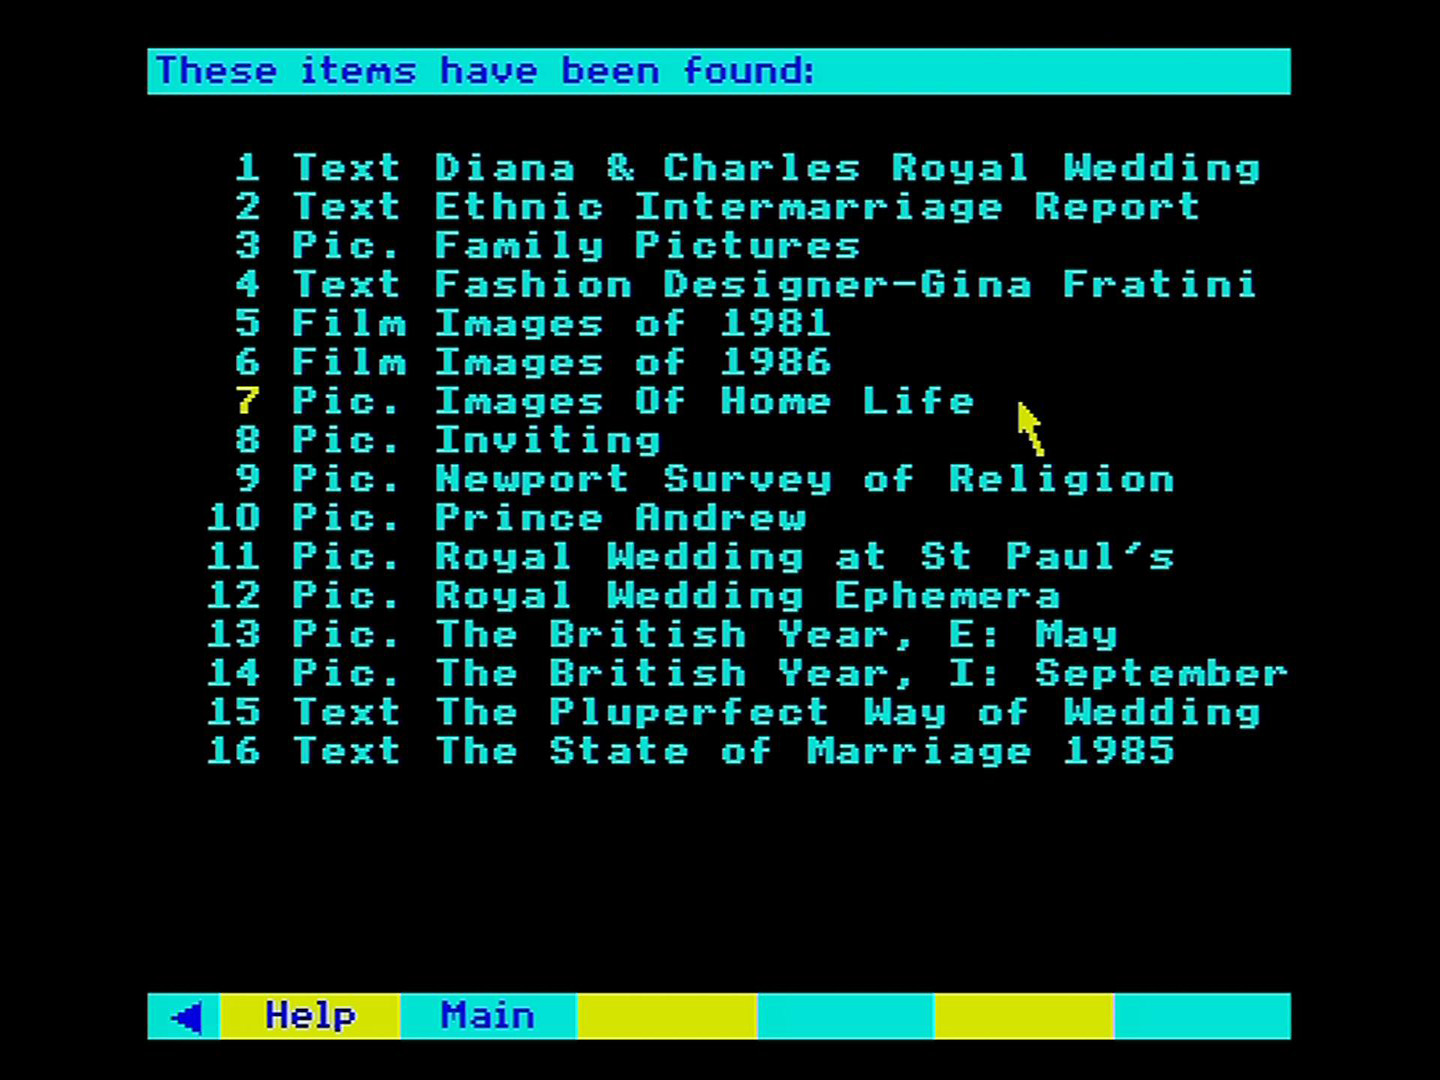 These items have been found:
1 Text Diana & Charles Royal Wedding
2 Text Ethnic Intermarriage Report
3 Pic. Family Pictures
4 Text Fashion Designer-Gina Fratini
5 Film Images of 1981
6 Film Images of 1986
7 Pic. Images Of Home Life
8 Pic. Inviting
9 Pic. Newport Survey of Religion
10 Pic. Prince Andrew
11 Pic. Royal Wedding at St Paul's
12 Pic. Royal Wedding Ephemera
13 Pic. The British Year, E: May
14 Pic. The British Year, I: September
15 Text The Pluperfect Way of Wedding
16 Text The State of Marriage 1985
Help Main